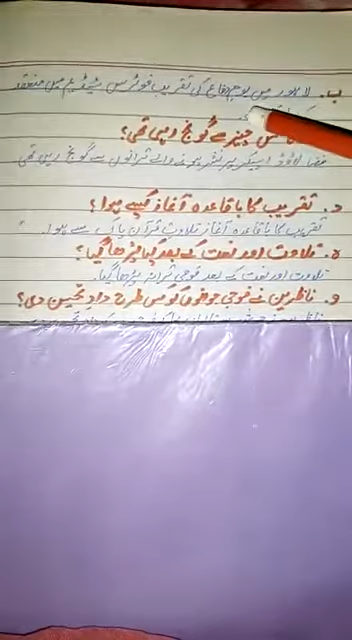 ب۔ لاہور میں یوم دفاع کی تقریب فورٹریس سٹیڈیم میں منعقد
کس چیز سے گونج رہی تھی؟
فضا لاؤڈ اسپیکر پر نشر ہونے والے ترانوں سے گونج رہی تھی
د۔ تقریب کا باقاعدہ آغاز کیسے ہوا؟
تقریب کا باقاعدہ آغاز تلاوت قرآن پاک سے ہوا۔
ہ۔ تلاوت اور نعت کے بعد کیا پڑھا گیا؟
تلاوت اور نعت کے بعد قومی ترانہ پڑھا گیا۔
و۔ ناظرین نے فوجی جوانوں کو کس طرح دادِ تحسین دی؟